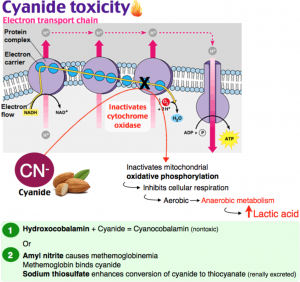 Cyanide toxicity
Electron transport chain
Protein
complex
H+
H+
H+
H+
Electron
carrier
Electron
flow
NADH
NAD+
X
Inactivates
cytochrome
oxidase
O2
+ 2H+
H2O
ADP + P
ATP
CN-
Cyanide
Inactivates mitochondrial
oxidative phosphorylation
Inhibits cellular respiration
Aerobic → Anaerobic metabolism
↑ Lactic acid
1 Hydroxocobalamin + Cyanide = Cyanocobalamin (nontoxic)
Or
2 Amyl nitrite causes methemoglobinemia
Methemoglobin binds cyanide
Sodium thiosulfate enhances conversion of cyanide to thiocyanate (renally excreted)